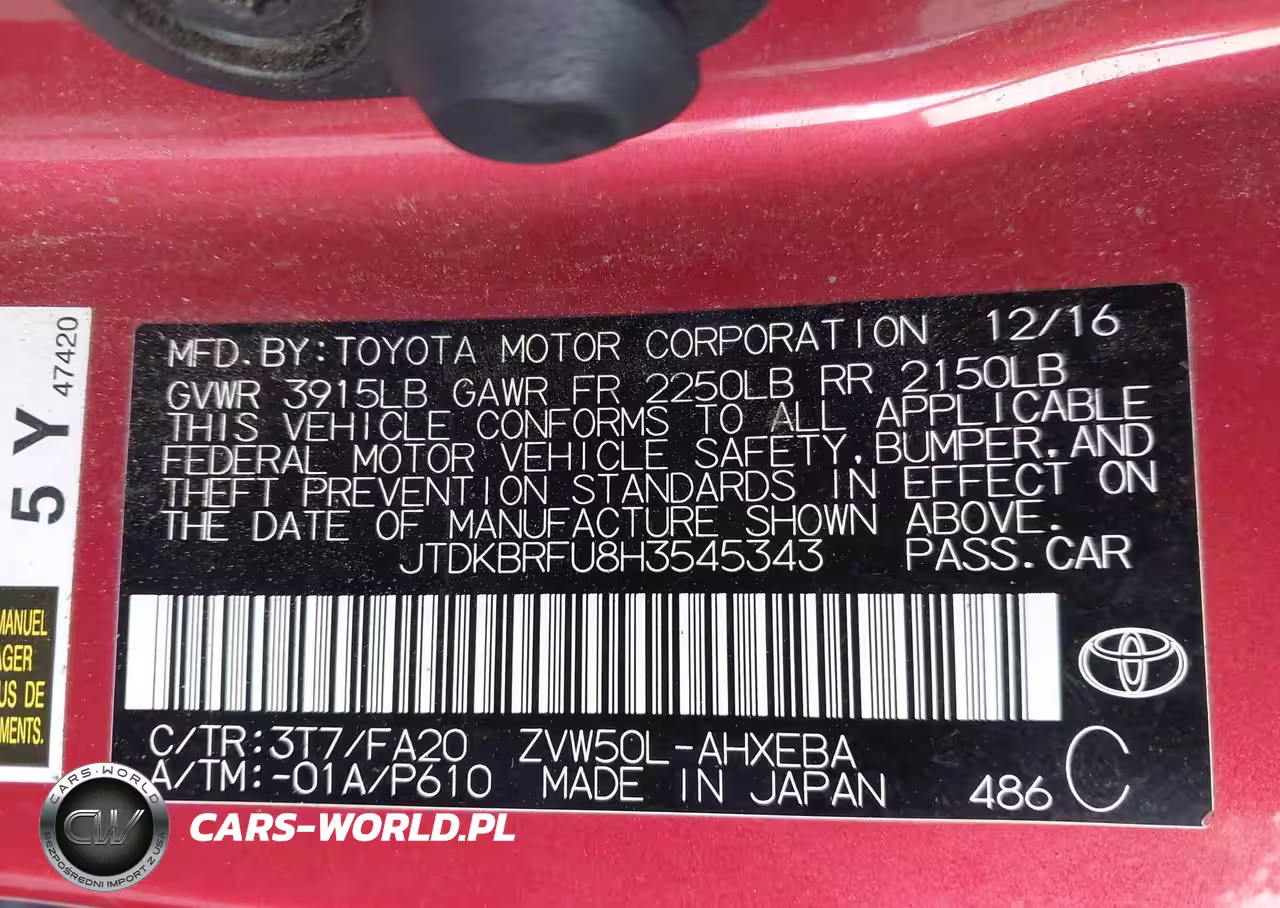 MFD.BY:TOYOTA MOTOR CORPORATION 12/16
GVWR 3915LB GAWR FR 2250LB RR 2150LB
THIS VEHICLE CONFORMS TO ALL APPLICABLE
FEDERAL MOTOR VEHICLE SAFETY,BUMPER,AND
THEFT PREVENTION STANDARDS IN EFFECT ON
THE DATE OF MANUFACTURE SHOWN ABOVE.
JTDKBRFU8H3545343 PASS.CAR
C/TR:3T7/FA20 ZVW50L-AHXEBA
A/TM:-01A/P610 MADE IN JAPAN 486 C
5 Y 47420
MANUEL
US DE
CARS-WORLD
CW
BEZPOŚREDNI IMPORT Z USA
CARS-WORLD.PL